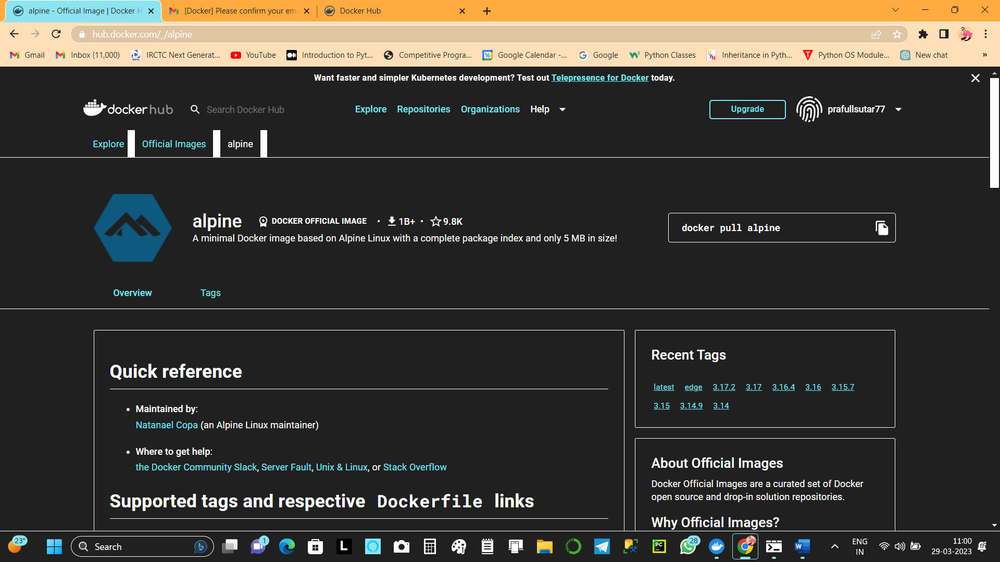 alpine - Official Image | Docker H
[Docker] Please confirm your em
Docker Hub
hub.docker.com/_/alpine
Gmail
Inbox (11,000)
IRCTC Next Generat...
YouTube
Introduction to Pyt...
Competitive Progra...
16
Google Calendar -...
Google
Python Classes
Inheritance in Pyth...
Python OS Module...
New chat
»
Want faster and simpler Kubernetes development? Test out Telepresence for Docker today.
dockerhub
Search Docker Hub
Explore
Repositories
Organizations
Help
Upgrade
prafullsutar77
Explore
Official Images
alpine
alpine
DOCKER OFFICIAL IMAGE
• 1B+ • 9.8K
A minimal Docker image based on Alpine Linux with a complete package index and only 5 MB in size!
docker pull alpine
Overview
Tags
Quick reference
• Maintained by:
Natanael Copa (an Alpine Linux maintainer)
• Where to get help:
the Docker Community Slack, Server Fault, Unix & Linux, or Stack Overflow
Supported tags and respective Dockerfile links
Recent Tags
latest edge 3.17.2 3.17 3.16.4 3.16 3.15.7
3.15 3.14.9 3.14
About Official Images
Docker Official Images are a curated set of Docker
open source and drop-in solution repositories.
Why Official Images?
23°
Search
1
L
PC
28
W
ENG
IN
11:00
29-03-2023